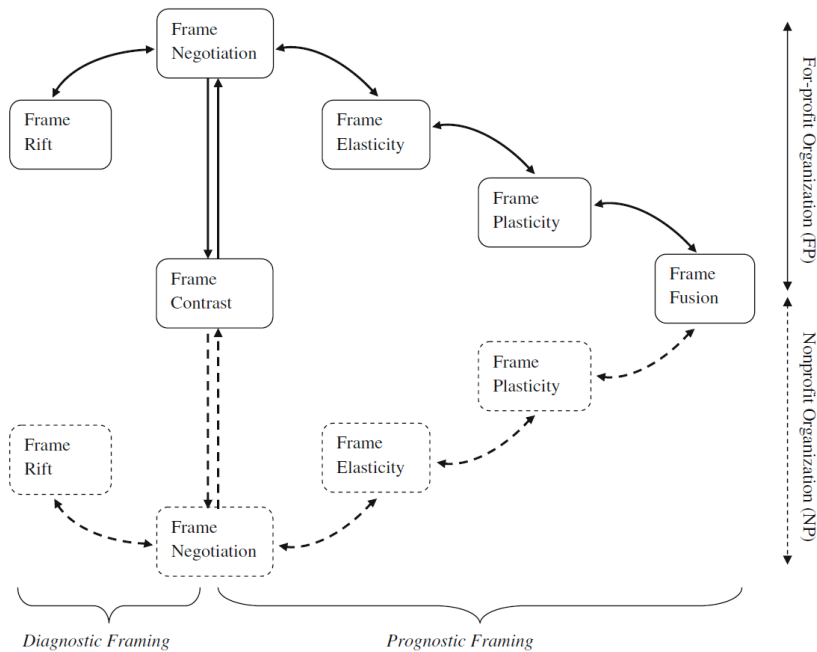 Frame
Negotiation
Frame
Rift
Frame
Elasticity
Frame
Plasticity
Frame
Contrast
Frame
Fusion
For-profit Organization (FP)
Frame
Plasticity
Frame
Rift
Frame
Elasticity
Frame
Negotiation
Nonprofit Organization (NP)
Diagnostic Framing
Prognostic Framing